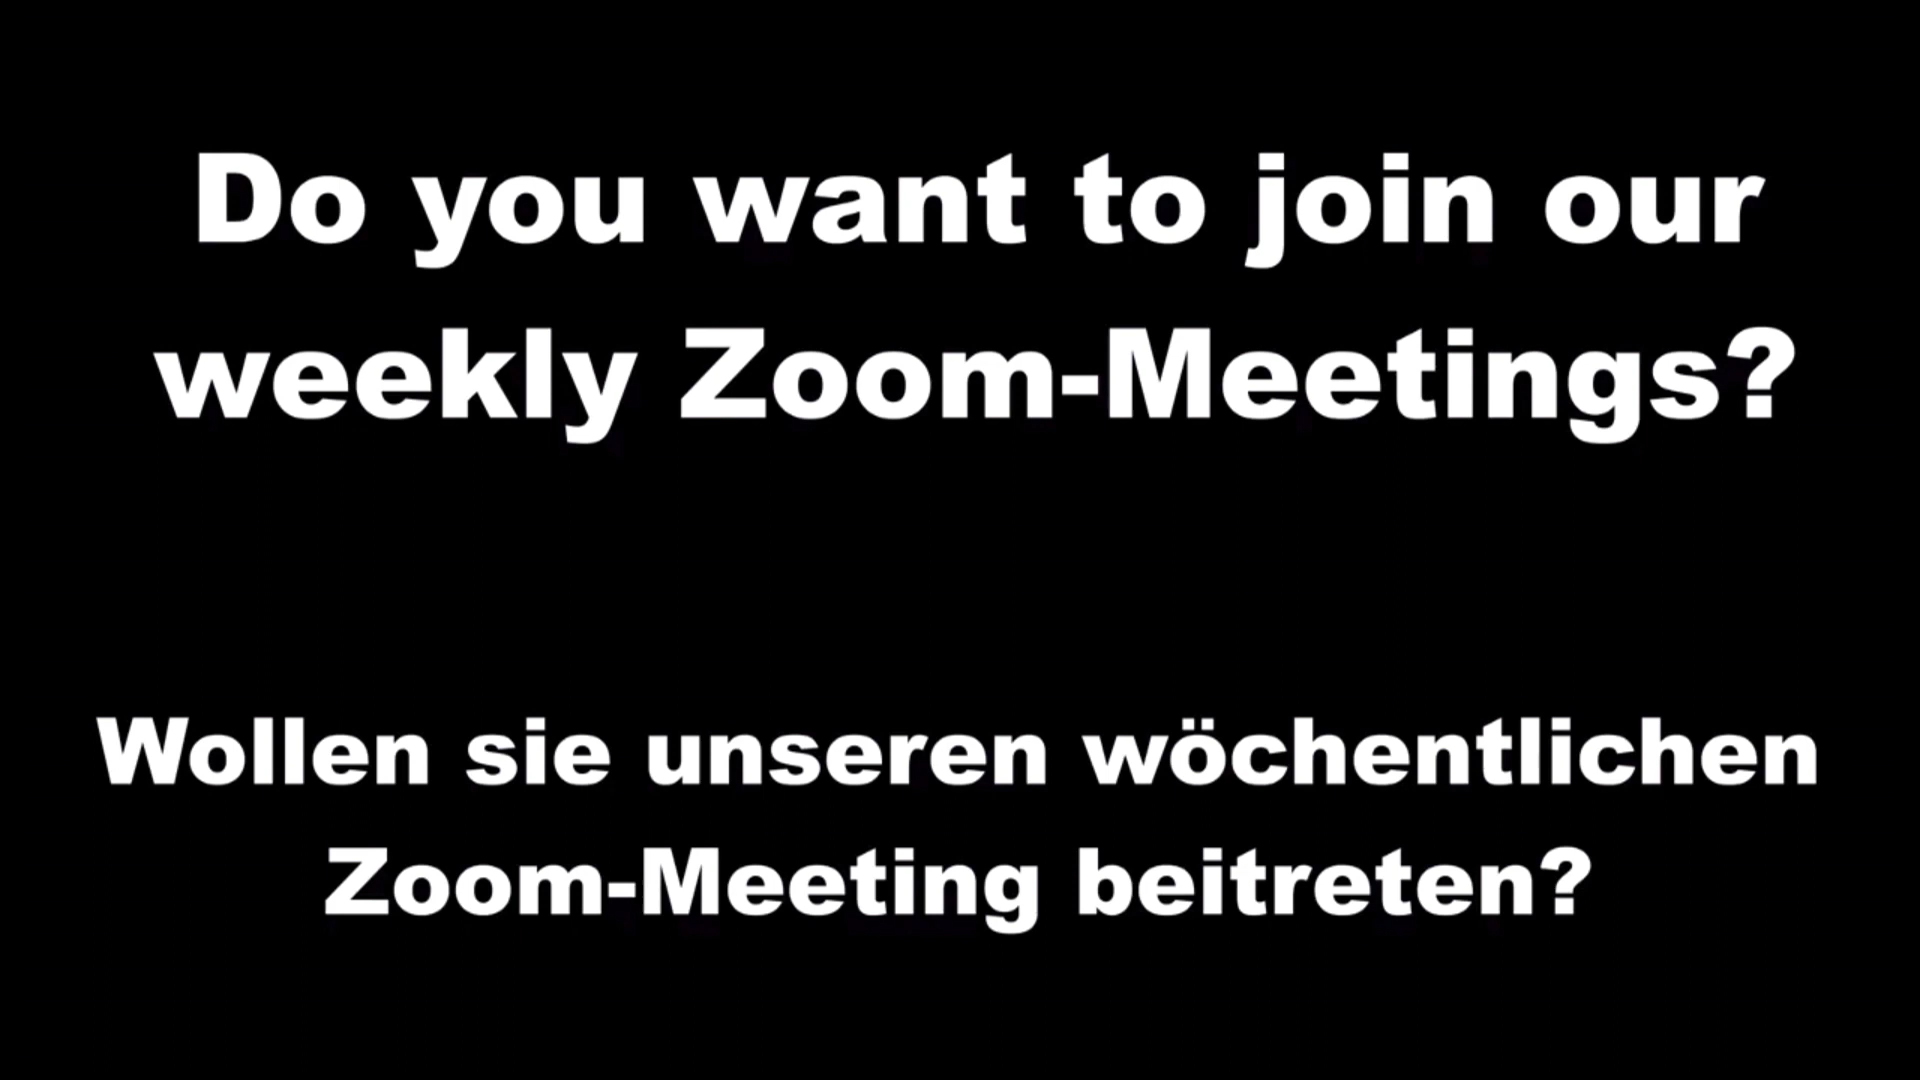 Do you want to join our
weekly Zoom-Meetings?
Wollen sie unseren wöchentlichen
Zoom-Meeting beitreten?